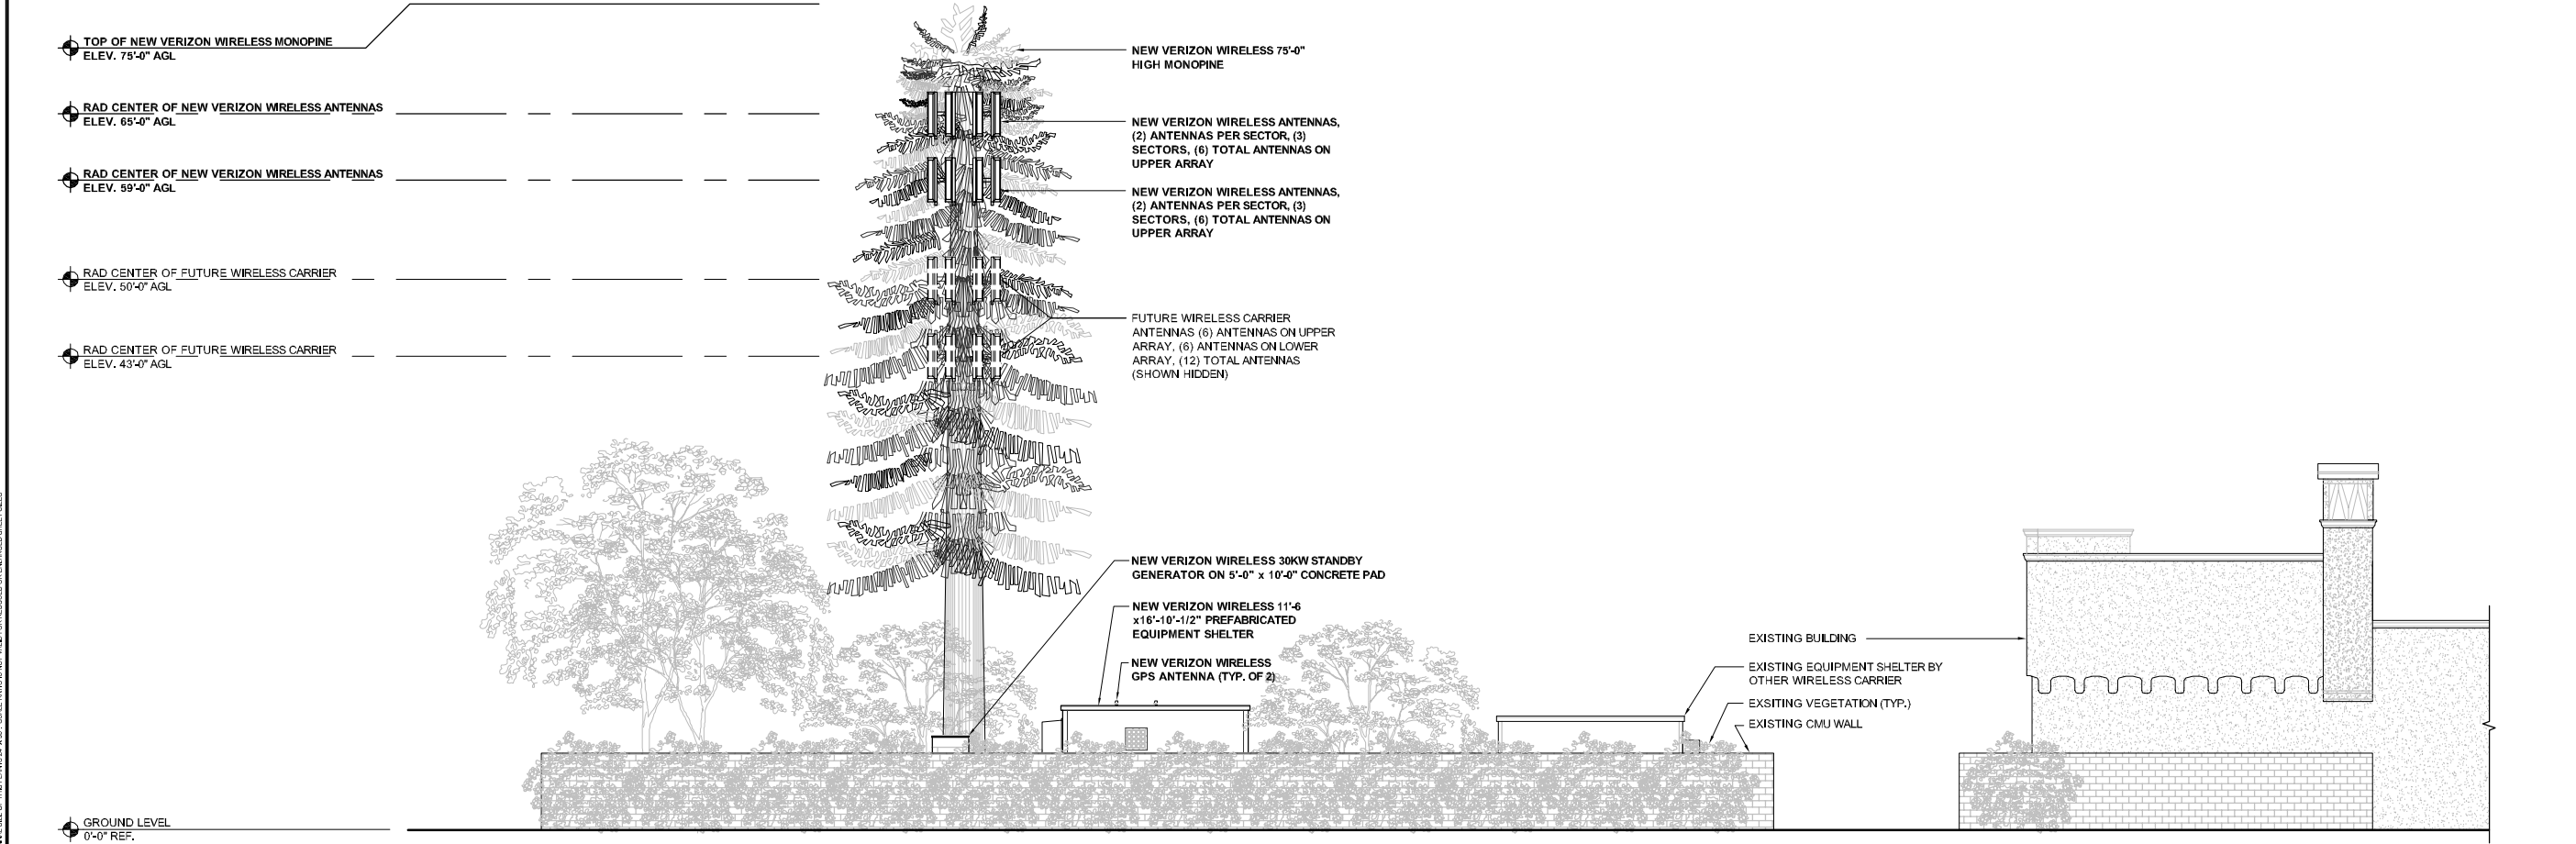 TOP OF NEW VERIZON WIRELESS MONOPINE
ELEV. 75'-0" AGL
RAD CENTER OF NEW VERIZON WIRELESS ANTENNAS
ELEV. 65'-0" AGL
RAD CENTER OF NEW VERIZON WIRELESS ANTENNAS
ELEV. 59'-0" AGL
RAD CENTER OF FUTURE WIRELESS CARRIER
ELEV. 50'-0" AGL
RAD CENTER OF FUTURE WIRELESS CARRIER
ELEV. 43'-0" AGL
GROUND LEVEL
0'-0" REF.
NEW VERIZON WIRELESS 75'-0"
HIGH MONOPINE
NEW VERIZON WIRELESS ANTENNAS,
(2) ANTENNAS PER SECTOR, (3)
SECTORS, (6) TOTAL ANTENNAS ON
UPPER ARRAY
NEW VERIZON WIRELESS ANTENNAS,
(2) ANTENNAS PER SECTOR, (3)
SECTORS, (6) TOTAL ANTENNAS ON
UPPER ARRAY
FUTURE WIRELESS CARRIER
ANTENNAS (6) ANTENNAS ON UPPER
ARRAY, (6) ANTENNAS ON LOWER
ARRAY, (12) TOTAL ANTENNAS
(SHOWN HIDDEN)
NEW VERIZON WIRELESS 30KW STANDBY
GENERATOR ON 5'-0" x 10'-0" CONCRETE PAD
NEW VERIZON WIRELESS 11'-6
x16'-10'-1/2" PREFABRICATED
EQUIPMENT SHELTER
NEW VERIZON WIRELESS
GPS ANTENNA (TYP. OF 2)
EXISTING BUILDING
EXISTING EQUIPMENT SHELTER BY
OTHER WIRELESS CARRIER
EXSITING VEGETATION (TYP.)
EXISTING CMU WALL